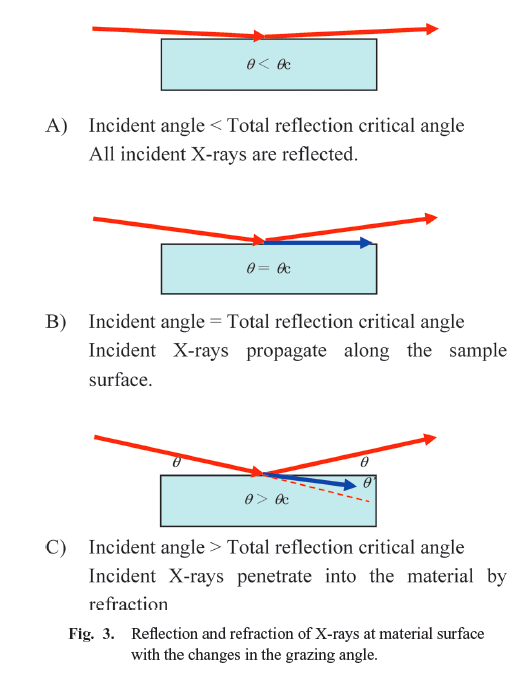 θ < θc
A) Incident angle < Total reflection critical angle
All incident X-rays are reflected.
θ = θc
B) Incident angle = Total reflection critical angle
Incident X-rays propagate along the sample
surface.
θ θ
θ'
θ > θc
C) Incident angle > Total reflection critical angle
Incident X-rays penetrate into the material by
refraction
Fig. 3. Reflection and refraction of X-rays at material surface
with the changes in the grazing angle.